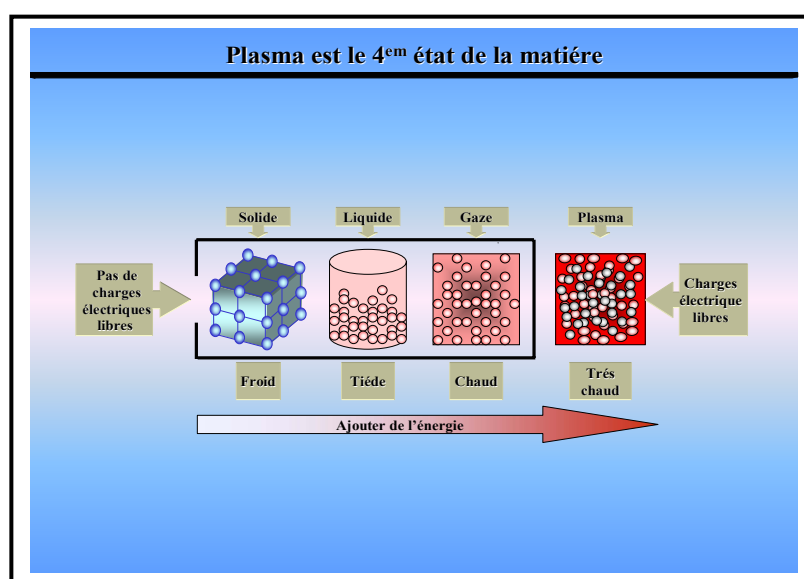 Plasma est le 4em état de la matiére
Solide
Liquide
Gaze
Plasma
Pas de
charges
électriques
libres
Charges
électrique
libres
Froid
Tiéde
Chaud
Trés
chaud
Ajouter de l’énergie